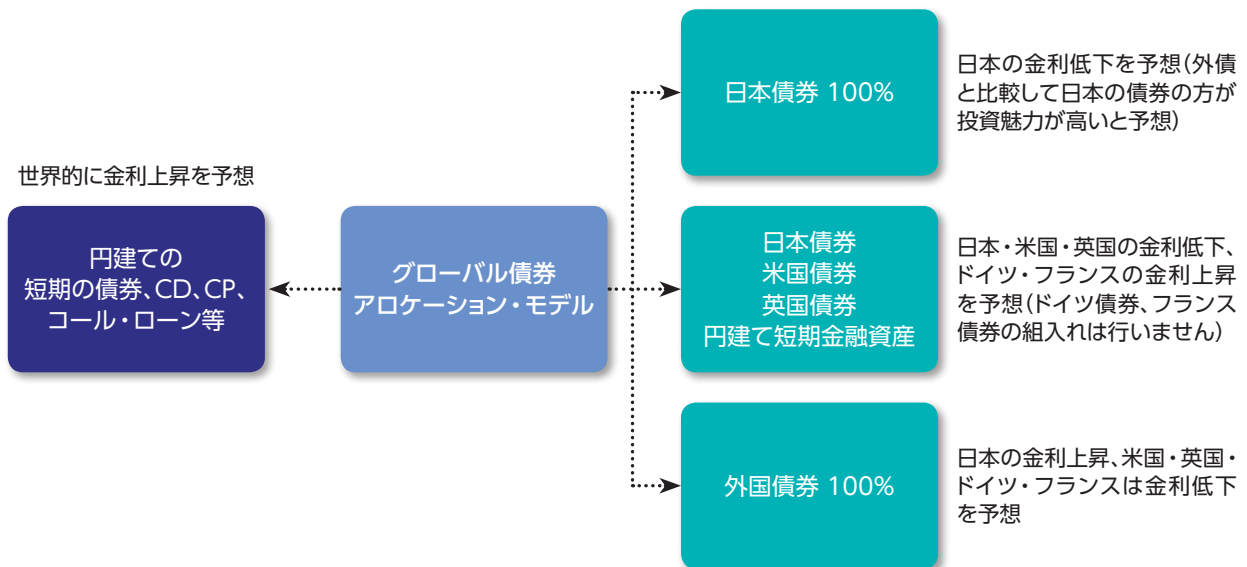 世界的に金利上昇を予想
円建ての
短期の債券、CD、CP、
コール・ローン等
グローバル債券
アロケーション・モデル
日本債券 100%
日本の金利低下を予想(外債
と比較して日本の債券の方が
投資魅力が高いと予想)
日本債券
米国債券
英国債券
円建て短期金融資産
日本・米国・英国の金利低下、
ドイツ・フランスの金利上昇
を予想(ドイツ債券、フランス
債券の組入れは行いません)
外国債券 100%
日本の金利上昇、米国・英国・
ドイツ・フランスは金利低下
を予想